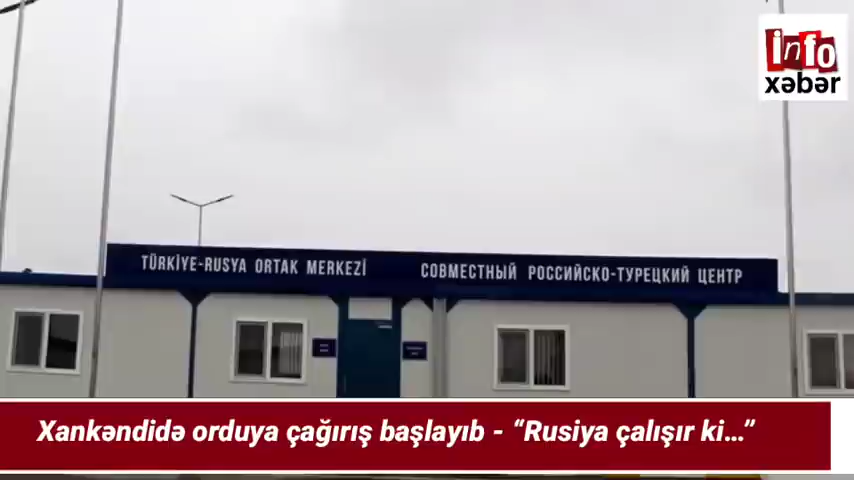 info
xəbər
TÜRKİYE-RUSYA ORTAK MERKEZİ
СОВМЕСТНЫЙ РОССИЙСКО-ТУРЕЦКИЙ ЦЕНТР
Xankəndidə orduya çağırış başlayıb - “Rusiya çalışır ki...”